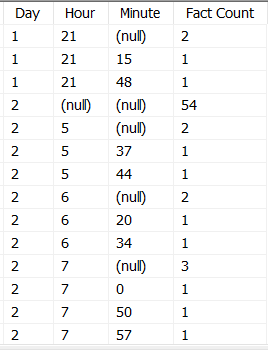 Day Hour Minute Fact Count
1 21 (null) 2
1 21 15 1
1 21 48 1
2 (null) (null) 54
2 5 (null) 2
2 5 37 1
2 5 44 1
2 6 (null) 2
2 6 20 1
2 6 34 1
2 7 (null) 3
2 7 0 1
2 7 50 1
2 7 57 1